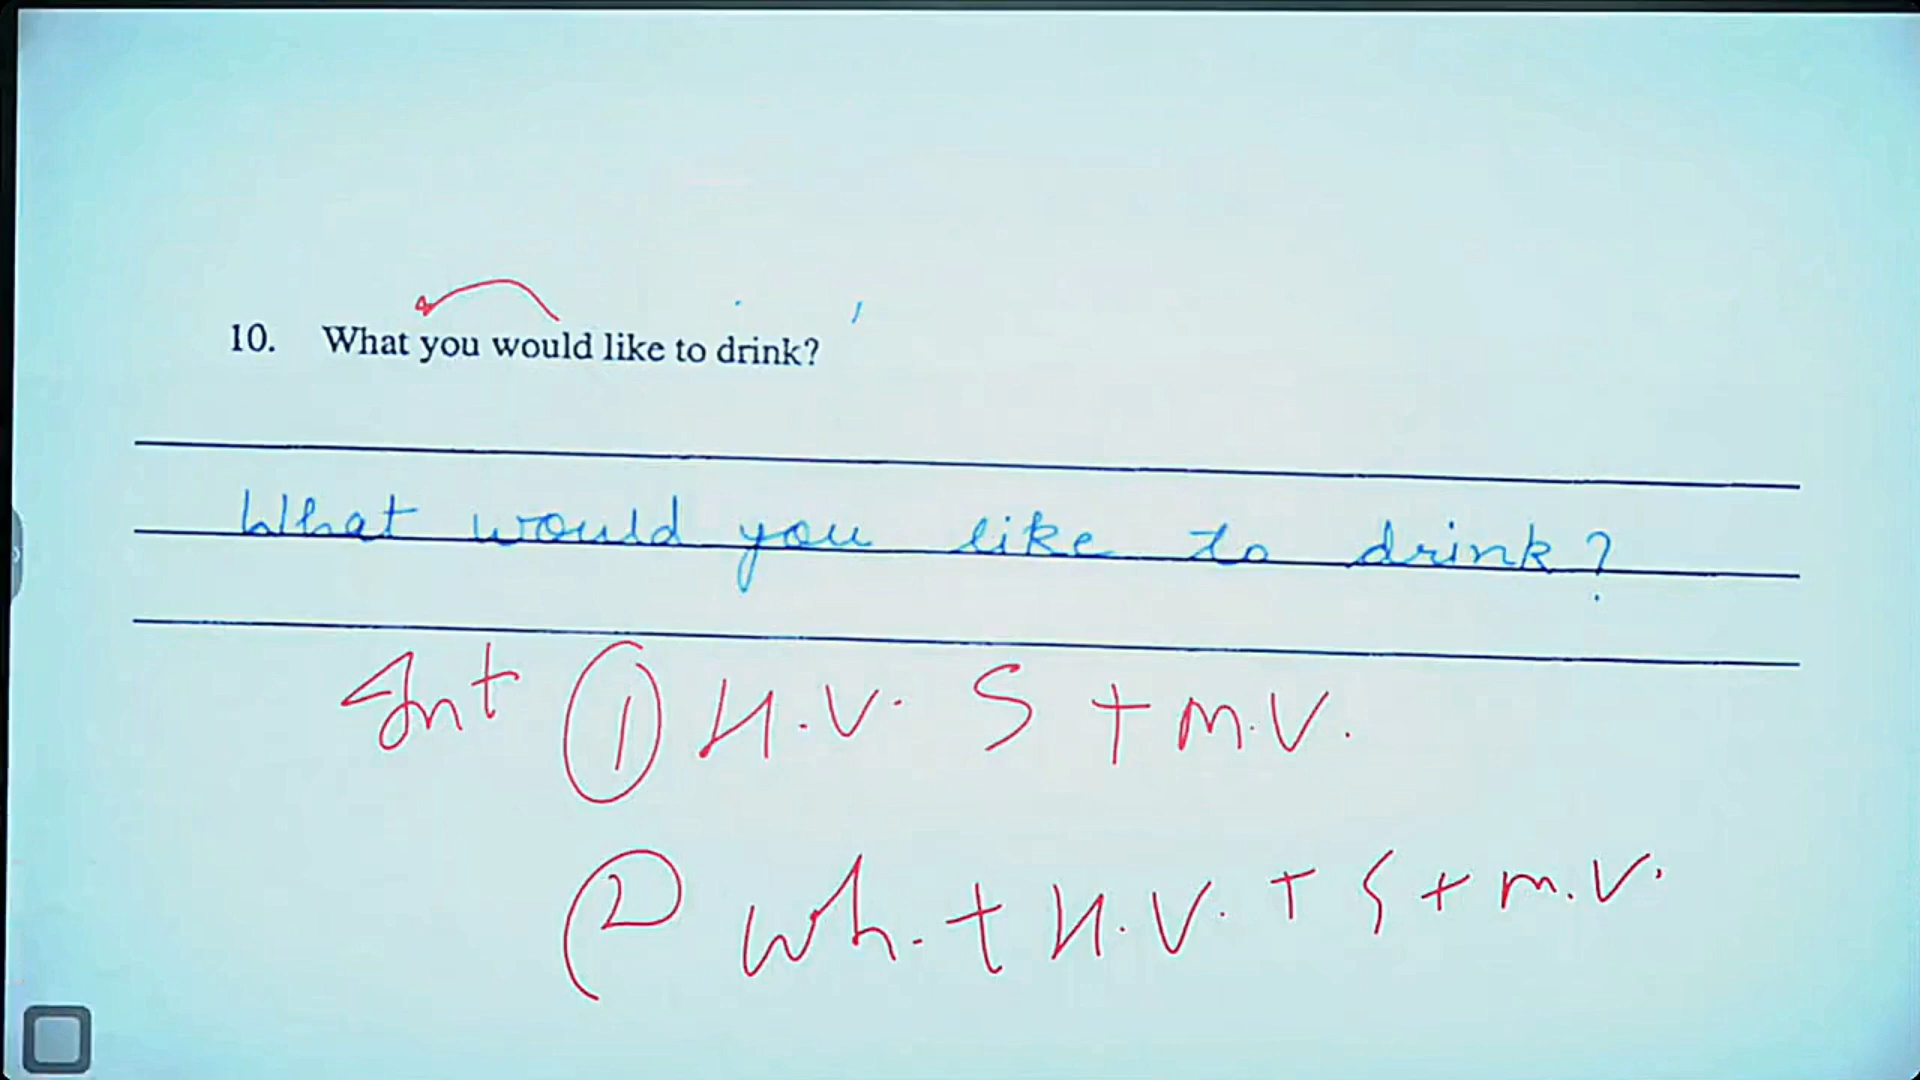 10. What you would like to drink?
What would you like to drink?
Int ① H.V. S + m.V.
② Wh. + H.V. + S + m.V.